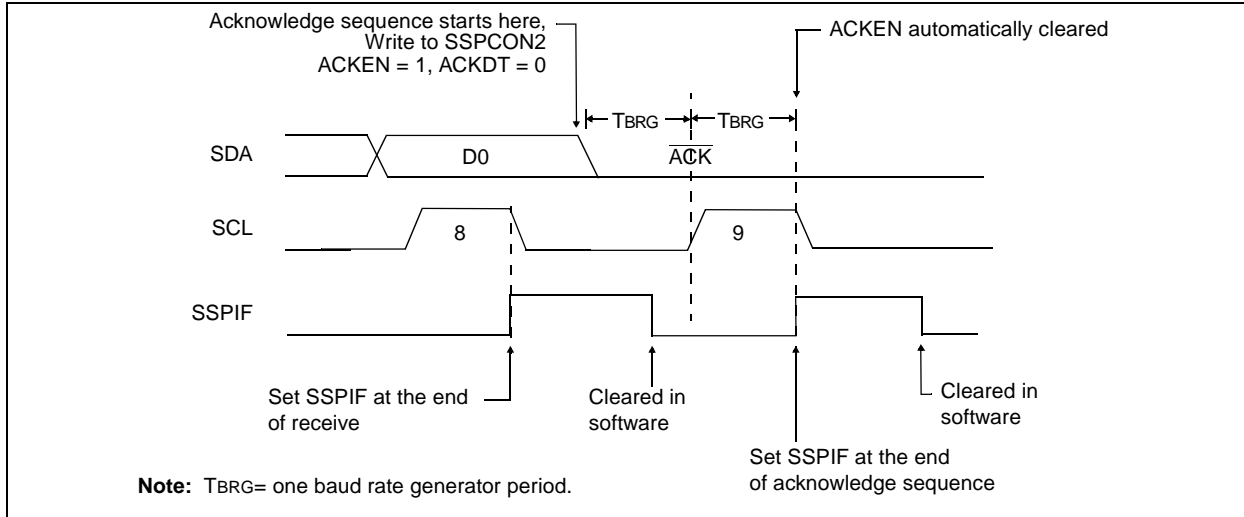 Acknowledge sequence starts here,
Write to SSPCON2
ACKEN = 1, ACKDT = 0
ACKEN automatically cleared
TBRG
TBRG
SDA
D0
ACK
SCL
8
9
SSPIF
Set SSPIF at the end
of receive
Cleared in
software
Set SSPIF at the end
of acknowledge sequence
Cleared in
software
Note: TBRG= one baud rate generator period.